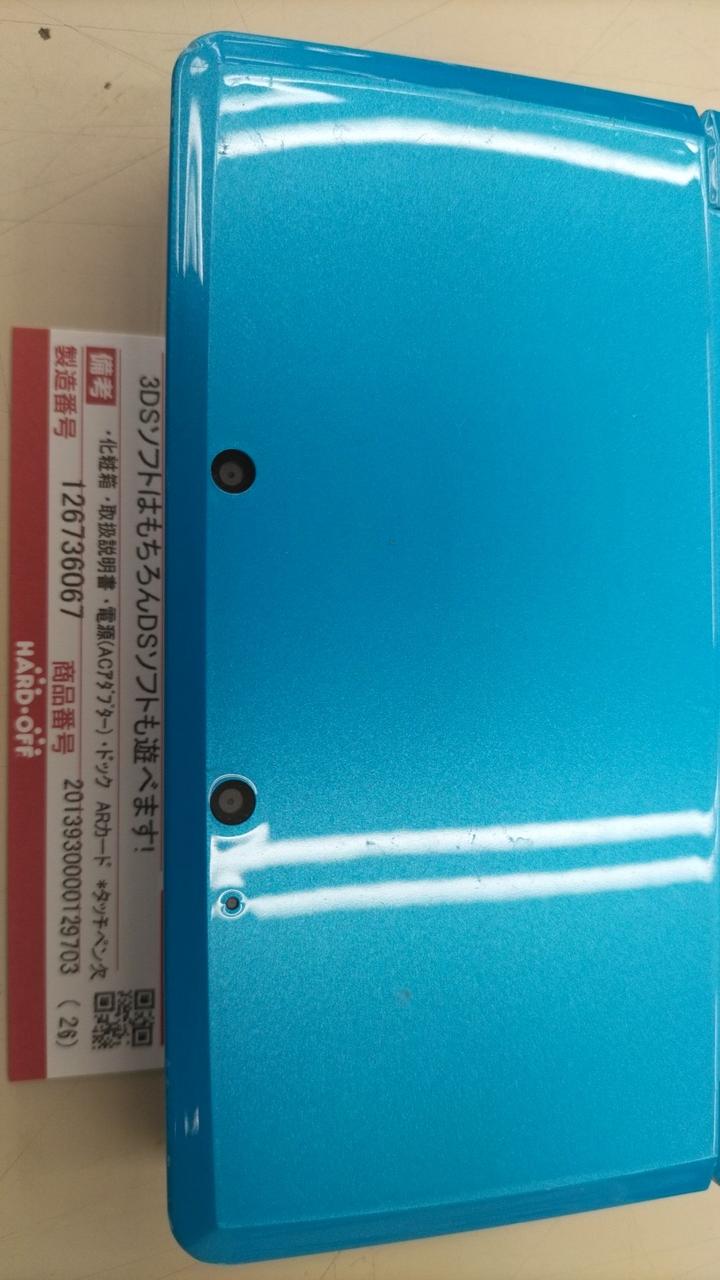 3DSソフトはもちろんDSソフトも遊べます!
備考
・化粧箱・取扱説明書・電源(ACアダプター)・ドック ARカード *タッチペン欠
製造番号 126736067 商品番号 2013930000129703 (26)
HARD・OFF